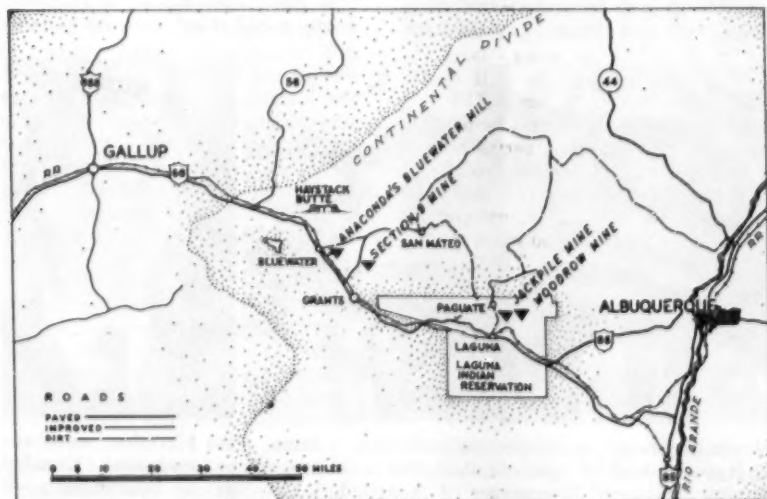 56
44
CONTINENTAL DIVIDE
GALLUP
RR
ANACONDA'S BLUEWATER MILL
SECTION 9 MINE
HAYSTACK
BUTTE
SAN MATEO
BLUEWATER
JACKPILE MINE
WOODROW MINE
GRANTS
PAGUATE
ALBUQUERQUE
RR
LAGUNA
LAGUNA
INDIAN
RESERVATION
ROADS
PAVED
IMPROVED
DIRT
0 5 10 20 30 40 50 MILES
RIO GRANDE
85